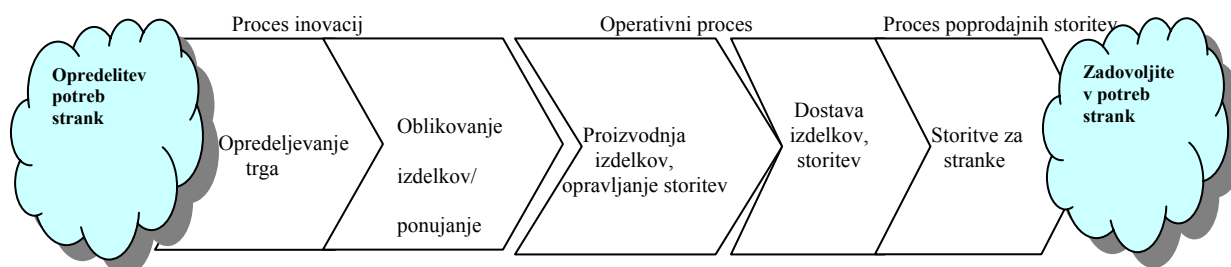 Proces inovacij
Operativni proces
Proces poprodajnih storitev
Opredelitev
potreb
strank
Opredeljevanje
trga
Oblikovanje
izdelkov/
ponujanje
Proizvodnja
izdelkov,
opravljanje storitev
Dostava
izdelkov,
storitev
Storitve za
stranke
Zadovoljite
v potreb
strank